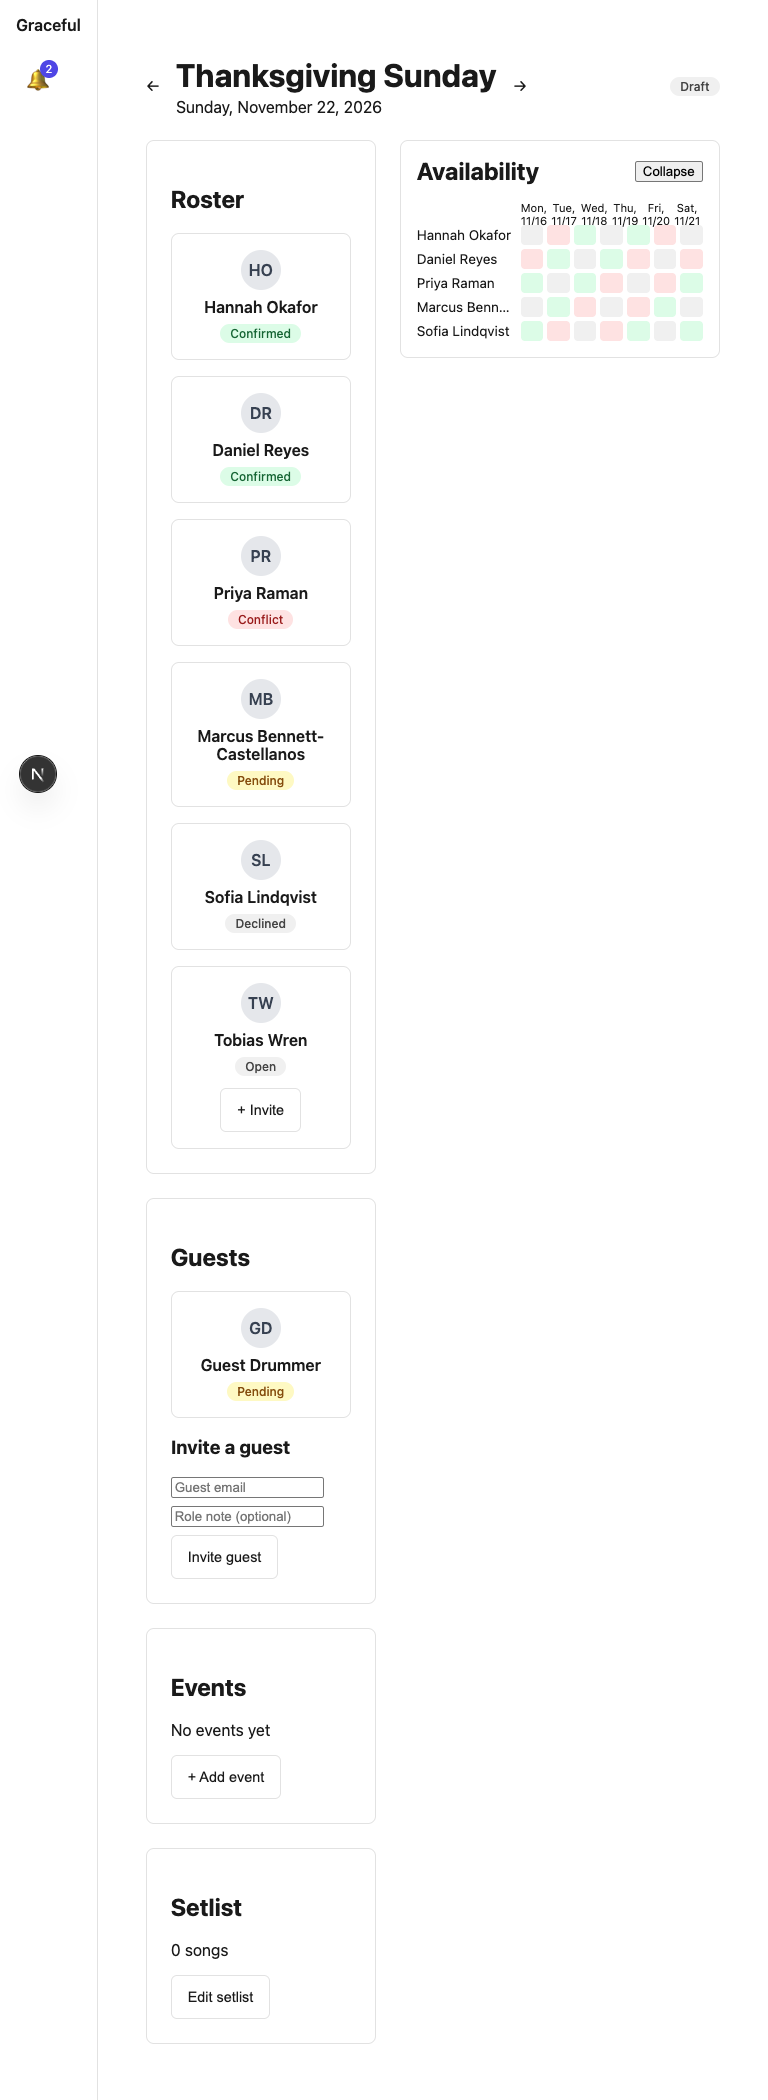 Graceful
2
← Thanksgiving Sunday →
Sunday, November 22, 2026
Draft
Roster
HO
Hannah Okafor
Confirmed
DR
Daniel Reyes
Confirmed
PR
Priya Raman
Conflict
MB
Marcus Bennett-
Castellanos
Pending
SL
Sofia Lindqvist
Declined
TW
Tobias Wren
Open
+ Invite
Guests
GD
Guest Drummer
Pending
Invite a guest
Guest email
Role note (optional)
Invite guest
Events
No events yet
+ Add event
Setlist
0 songs
Edit setlist
Availability
Collapse
Mon, Tue, Wed, Thu, Fri, Sat,
11/16 11/17 11/18 11/19 11/20 11/21
Hannah Okafor
Daniel Reyes
Priya Raman
Marcus Benn...
Sofia Lindqvist
N